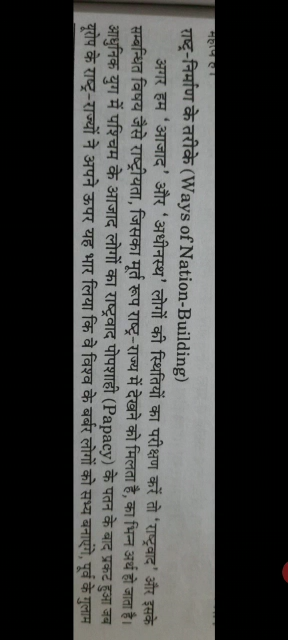 राष्ट्र-निर्माण के तरीके (Ways of Nation-Building)
अगर हम 'आजाद' और 'अधीनस्थ' लोगों की स्थितियों का परीक्षण करें तो 'राष्ट्रवाद' और इसके
सम्बन्धित विषय जैसे राष्ट्रीयता, जिसका मूर्त रूप राष्ट्र-राज्य में देखने को मिलता है, का भिन्न अर्थ हो जाता है।
आधुनिक युग में पश्चिम के आजाद लोगों का राष्ट्रवाद पोपशाही (Papacy) के पतन के बाद प्रकट हुआ जब
यूरोप के राष्ट्र-राज्यों ने अपने ऊपर यह भार लिया कि वे विश्व के बर्बर लोगों को सभ्य बनाएंगे, पूर्व के गुलाम